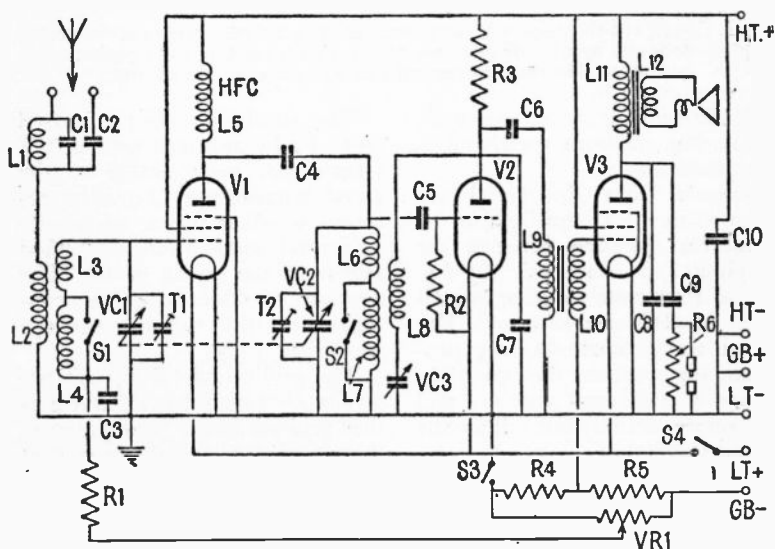 HT.+
HFC
L5
R3
L11
L12
C1
C2
L1
C6
C4
V1
V2
V3
C5
C10
L3
L6
L9
VC1
T1
T2
VC2
R2
C9
L2
S1
S2
L8
C7
L10
C8
R6
HT-
GB+
L4
L7
VC3
C3
LT-
S4
R1
S3
R4
R5
LT+
GB-
VR1